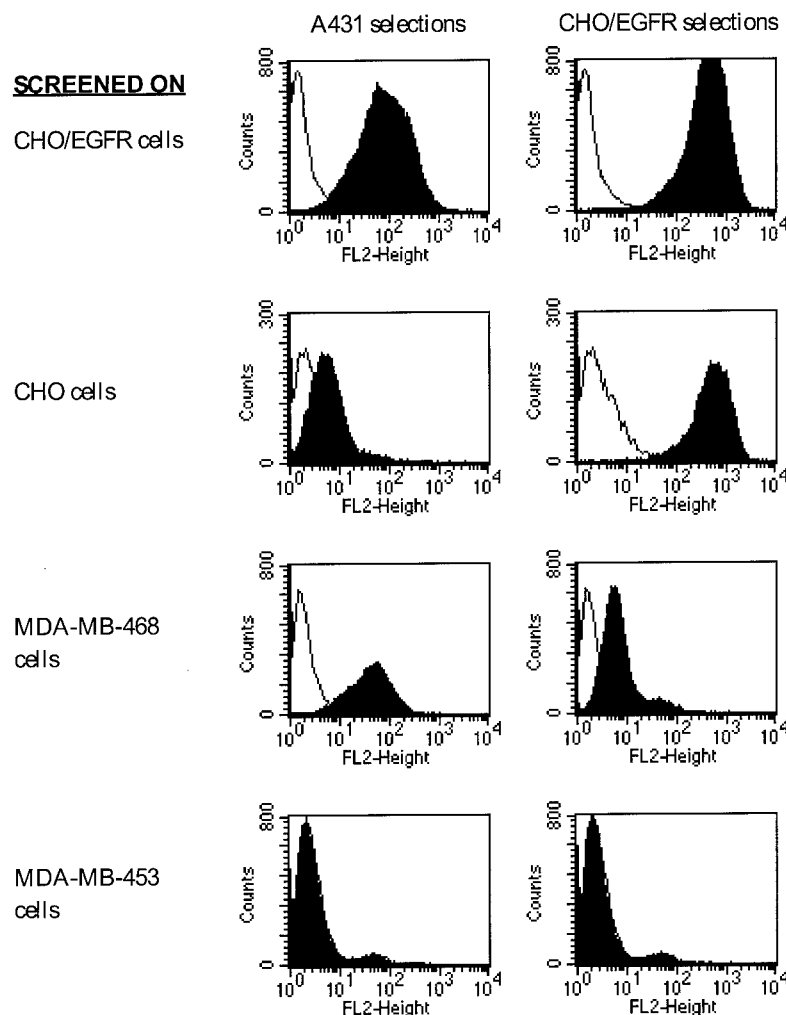 A431 selections
CHO/EGFR selections
SCREENED ON
CHO/EGFR cells
800
Counts
0
10^0 10^1 10^2 10^3 10^4
FL2-Height
800
Counts
0
10^0 10^1 10^2 10^3 10^4
FL2-Height
CHO cells
300
Counts
0
10^0 10^1 10^2 10^3 10^4
FL2-Height
300
Counts
0
10^0 10^1 10^2 10^3 10^4
FL2-Height
MDA-MB-468
cells
800
Counts
0
10^0 10^1 10^2 10^3 10^4
FL2-Height
800
Counts
0
10^0 10^1 10^2 10^3 10^4
FL2-Height
MDA-MB-453
cells
800
Counts
0
10^0 10^1 10^2 10^3 10^4
FL2-Height
800
Counts
0
10^0 10^1 10^2 10^3 10^4
FL2-Height